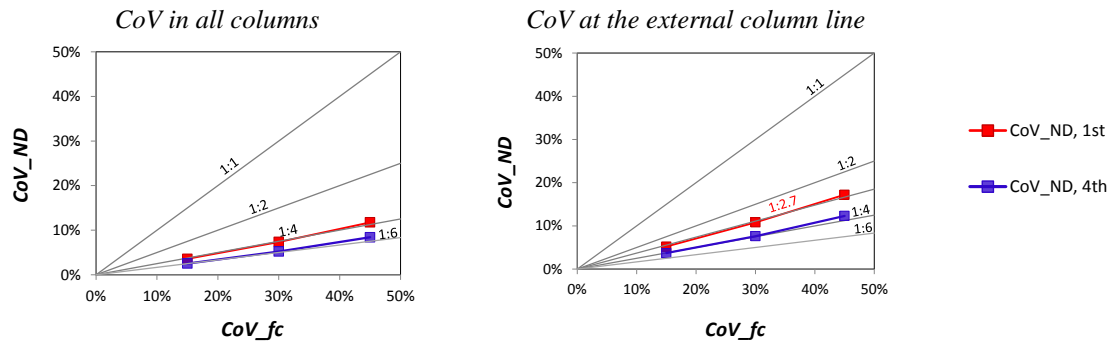 CoV in all columns
50%
40%
30%
20%
10%
0%
CoV_ND
1:1
1:2
1:4
1:6
0% 10% 20% 30% 40% 50%
CoV_fc
CoV at the external column line
50%
40%
30%
20%
10%
0%
CoV_ND
1:1
1:2
1:2.7
1:4
1:6
0% 10% 20% 30% 40% 50%
CoV_fc
CoV_ND, 1st
CoV_ND, 4th